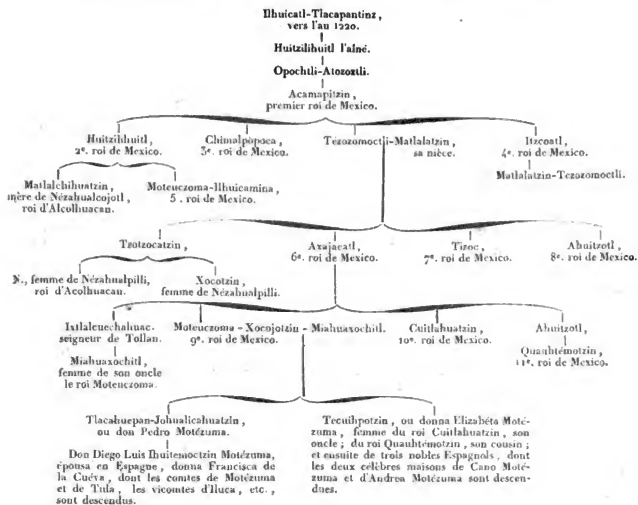 Ilhuicatl-Tlacapantinz,
vers l'an 1220.
Huitzilihuitl l'aîné.
Opochtli-Atozoztli.
Acamapitzin,
premier roi de Mexico.
Huitzilihuitl,
2e. roi de Mexico.
Chimalpopoca,
3e. roi de Mexico.
Tézozomoctli-Matlalatzin,
sa nièce.
Itzcoatl,
4e. roi de Mexico.
Matlalchihuatzin,
mère de Nézahualcojotl,
roi d'Alcolhuacan.
Moteuczoma-Ilhuicamina,
5. roi de Mexico.
Matlalatzin-Tczozomoctli.
Tzotzocatzin,
Axajacatl,
6e. roi de Mexico.
Tizoc,
7e. roi de Mexico.
Ahuitzotl,
8e. roi de Mexico.
N., femme de Nézahualpilli,
roi d'Acolhuacan.
Xocotzin,
femme de Nézahualpilli.
Ixtlalcuechahuac.
seigneur de Tollan.
Moteuczoma-Xocojotzin-Miahuaxochitl.
9e. roi de Mexico.
Cuitlahuatzin,
10e. roi de Mexico.
Ahuitzotl,
Miahuaxochitl,
femme de son oncle
le roi Moteuczoma.
Quauhtémotzin,
11e. roi de Mexico.
Tlacahuepan-Johualicahuatzin,
ou don Pedro Motézuma.
Tecuihpotzin, ou donna Elizabéta Moté-
zuma, femme du roi Cuitlahuatzin, son
oncle; du roi Quauhtémotzin, son cousin;
et ensuite de trois nobles Espagnols, dont
les deux célèbres maisons de Cano Moté-
zuma et d'Andrea Motézuma sont descen-
dues.
Don Diego Luis Ihuitemoctzin Motézuma,
épousa en Espagne, donna Francisca de
la Cuéva, dont les comtes de Motézuma
et de Tula, les vicomtes d'Iluca, etc.,
sont descendus.